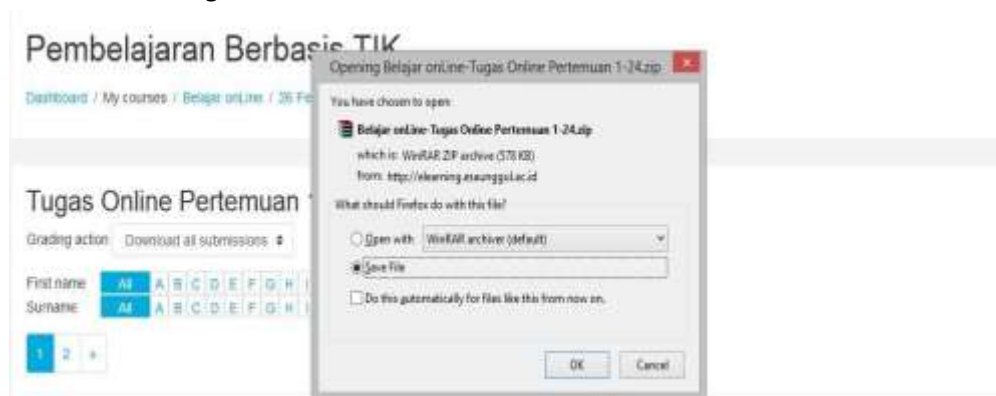 Pembelajaran Berbasis TIK
Dashboard / My courses / Belajar onLine / 26 Fe
Tugas Online Pertemuan 1
Grading action Download all submissions
First name All A B C D E F G H I
Surname All A B C D E F G H I
1 2 »
Opening Belajar onLine-Tugas Online Pertemuan 1-24.zip
You have chosen to open:
Belajar onLine-Tugas Online Pertemuan 1-24.zip
which is: WinRAR ZIP archive (578 KB)
from: http://elearning.esaunggul.ac.id
What should Firefox do with this file?
Open with WinRAR archiver (default)
Save File
Do this automatically for files like this from now on.
OK Cancel